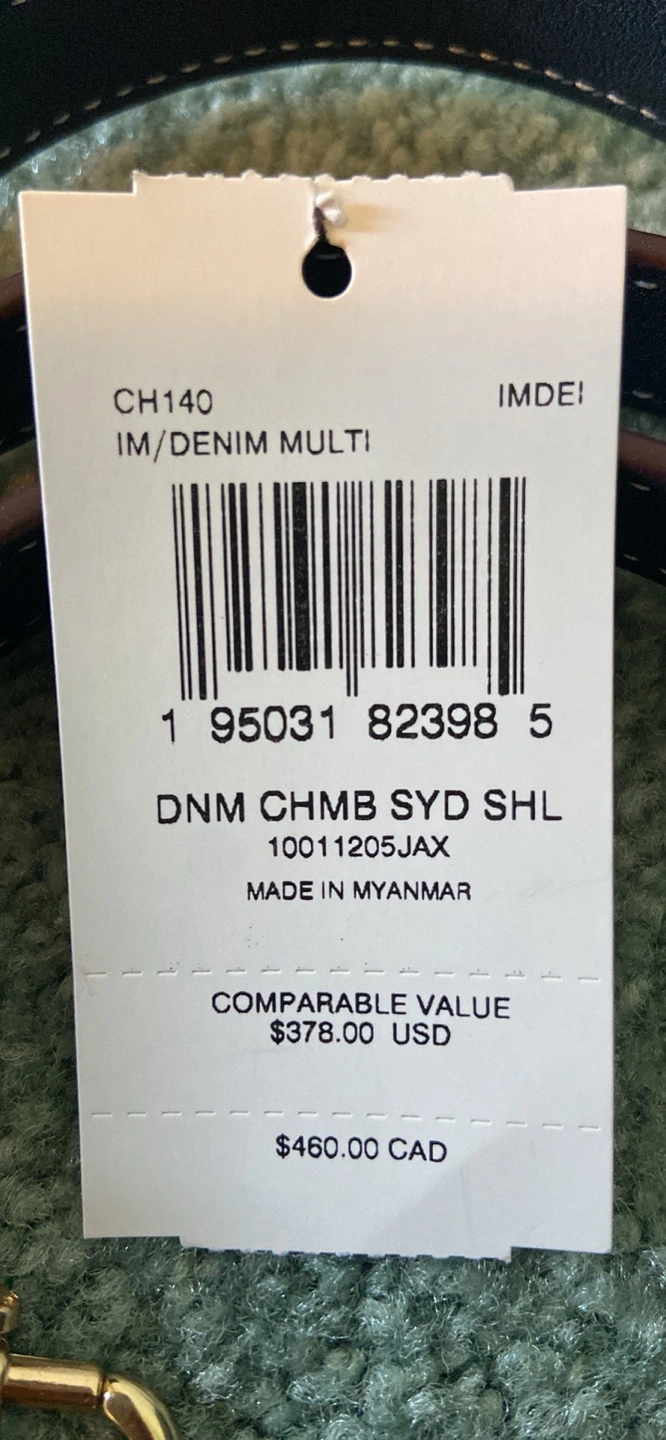 CH140 IMDEI
IM/DENIM MULTI
1 95031 82398 5
DNM CHMB SYD SHL
10011205JAX
MADE IN MYANMAR
COMPARABLE VALUE
$378.00 USD
$460.00 CAD